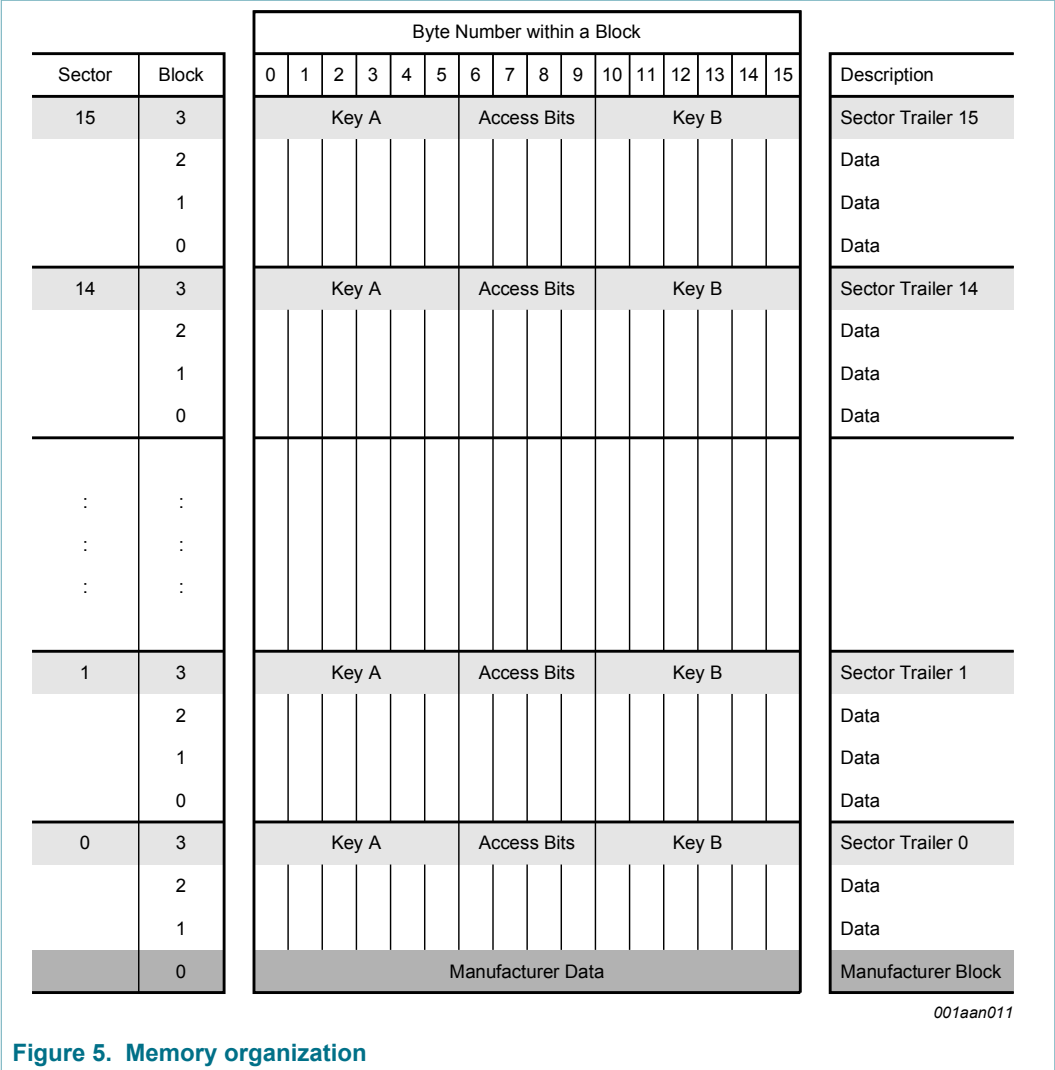 Byte Number within a Block
Sector Block 0 1 2 3 4 5 6 7 8 9 10 11 12 13 14 15 Description
15 3 Key A Access Bits Key B Sector Trailer 15
2 Data
1 Data
0 Data
14 3 Key A Access Bits Key B Sector Trailer 14
2 Data
1 Data
0 Data
: :
: :
: :
1 3 Key A Access Bits Key B Sector Trailer 1
2 Data
1 Data
0 Data
0 3 Key A Access Bits Key B Sector Trailer 0
2 Data
1 Data
0 Manufacturer Data Manufacturer Block
001aan011
Figure 5. Memory organization